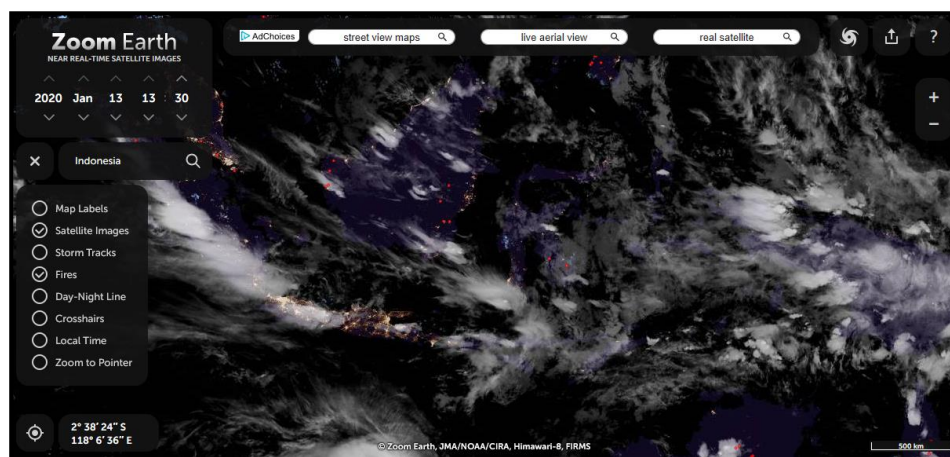 Zoom Earth
NEAR REAL-TIME SATELLITE IMAGES
2020 Jan 13 13 : 30
AdChoices
street view maps
live aerial view
real satellite
?
+
−
Indonesia
Map Labels
Satellite Images
Storm Tracks
Fires
Day-Night Line
Crosshairs
Local Time
Zoom to Pointer
2° 38′ 24″ S
118° 6′ 36″ E
© Zoom Earth, JMA/NOAA/CIRA, Himawari-8, FIRMS
500 km